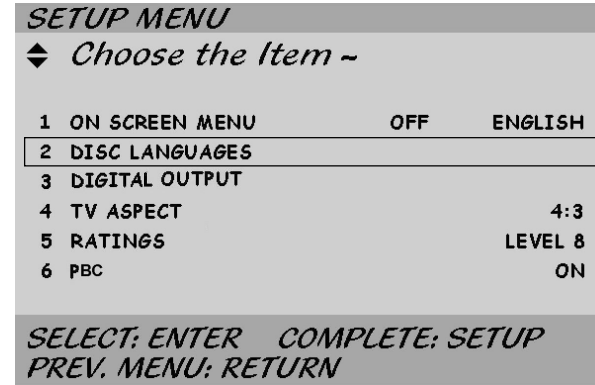 SETUP MENU
Choose the Item ~
1 ON SCREEN MENU OFF ENGLISH
2 DISC LANGUAGES
3 DIGITAL OUTPUT
4 TV ASPECT 4:3
5 RATINGS LEVEL 8
6 PBC ON
SELECT: ENTER COMPLETE: SETUP
PREV. MENU: RETURN